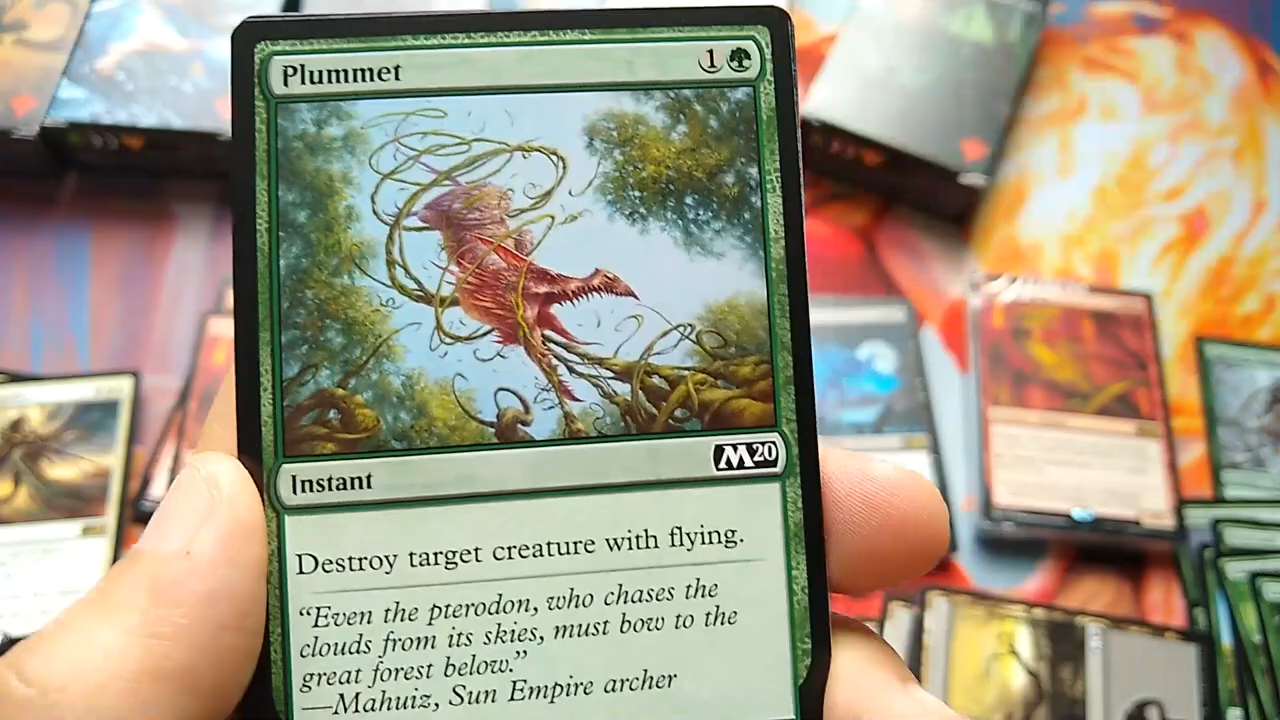 Plummet 1
Instant M20
Destroy target creature with flying.
“Even the pterodon, who chases the
clouds from its skies, must bow to the
great forest below.”
—Mahuiz, Sun Empire archer